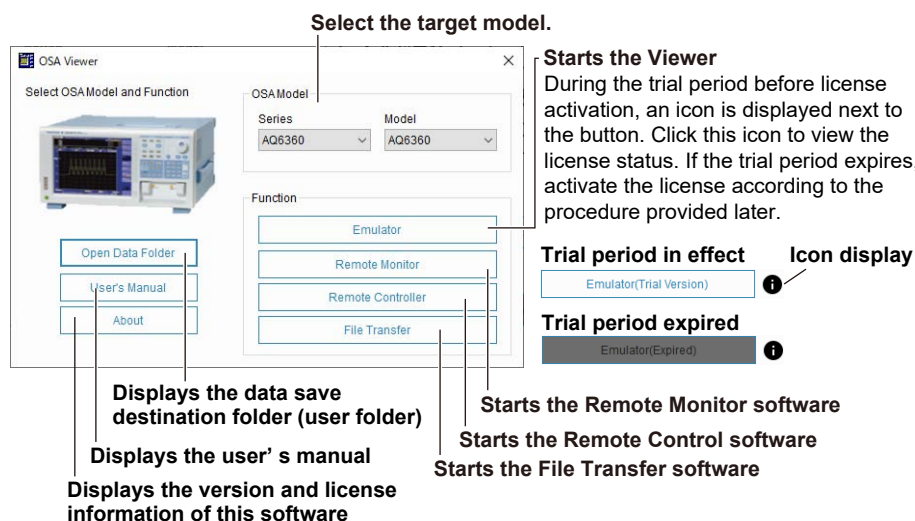 Select the target model.
OSA Viewer
Select OSA Model and Function
OSA Model
Series
Model
AQ6360
AQ6360
Function
Emulator
Remote Monitor
Remote Controller
File Transfer
Open Data Folder
User's Manual
About
Starts the Viewer
During the trial period before license
activation, an icon is displayed next to
the button. Click this icon to view the
license status. If the trial period expires,
activate the license according to the
procedure provided later.
Trial period in effect
Icon display
Emulator(Trial Version)
Trial period expired
Emulator(Expired)
Displays the data save
destination folder (user folder)
Displays the user’ s manual
Displays the version and license
information of this software
Starts the Remote Monitor software
Starts the Remote Control software
Starts the File Transfer software